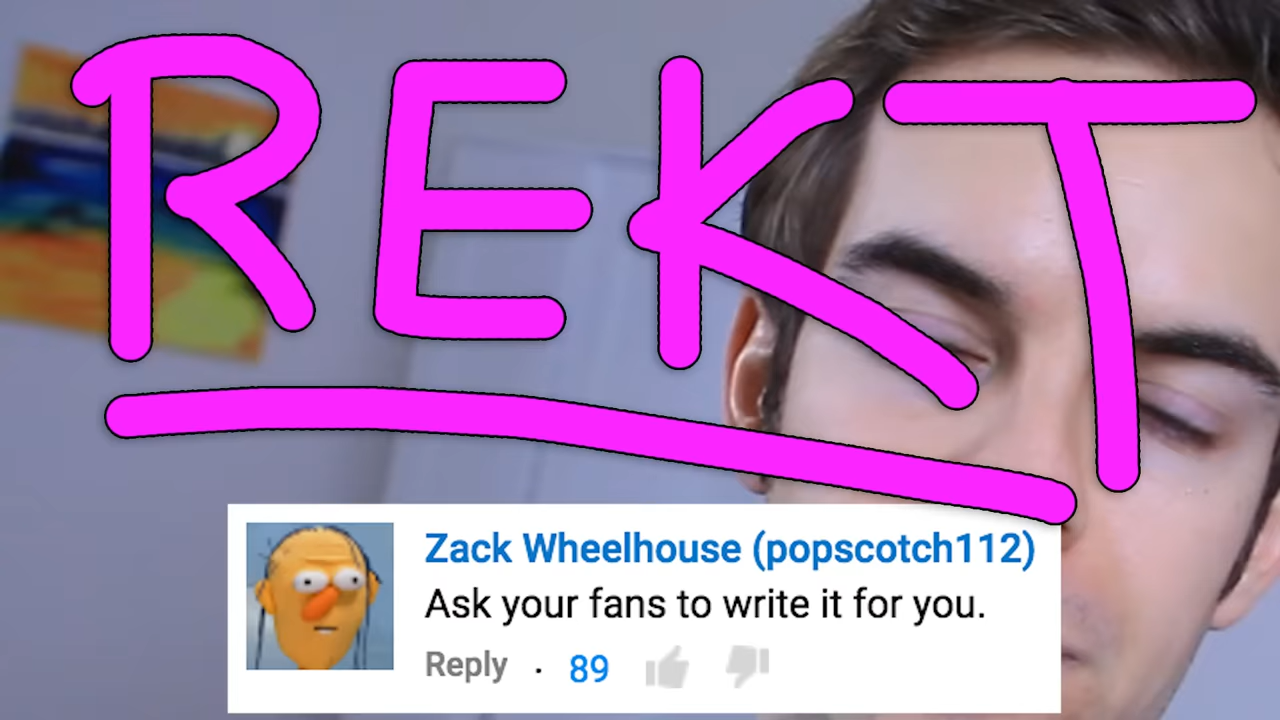 REKT
Zack Wheelhouse (popscotch112)
Ask your fans to write it for you.
Reply · 89